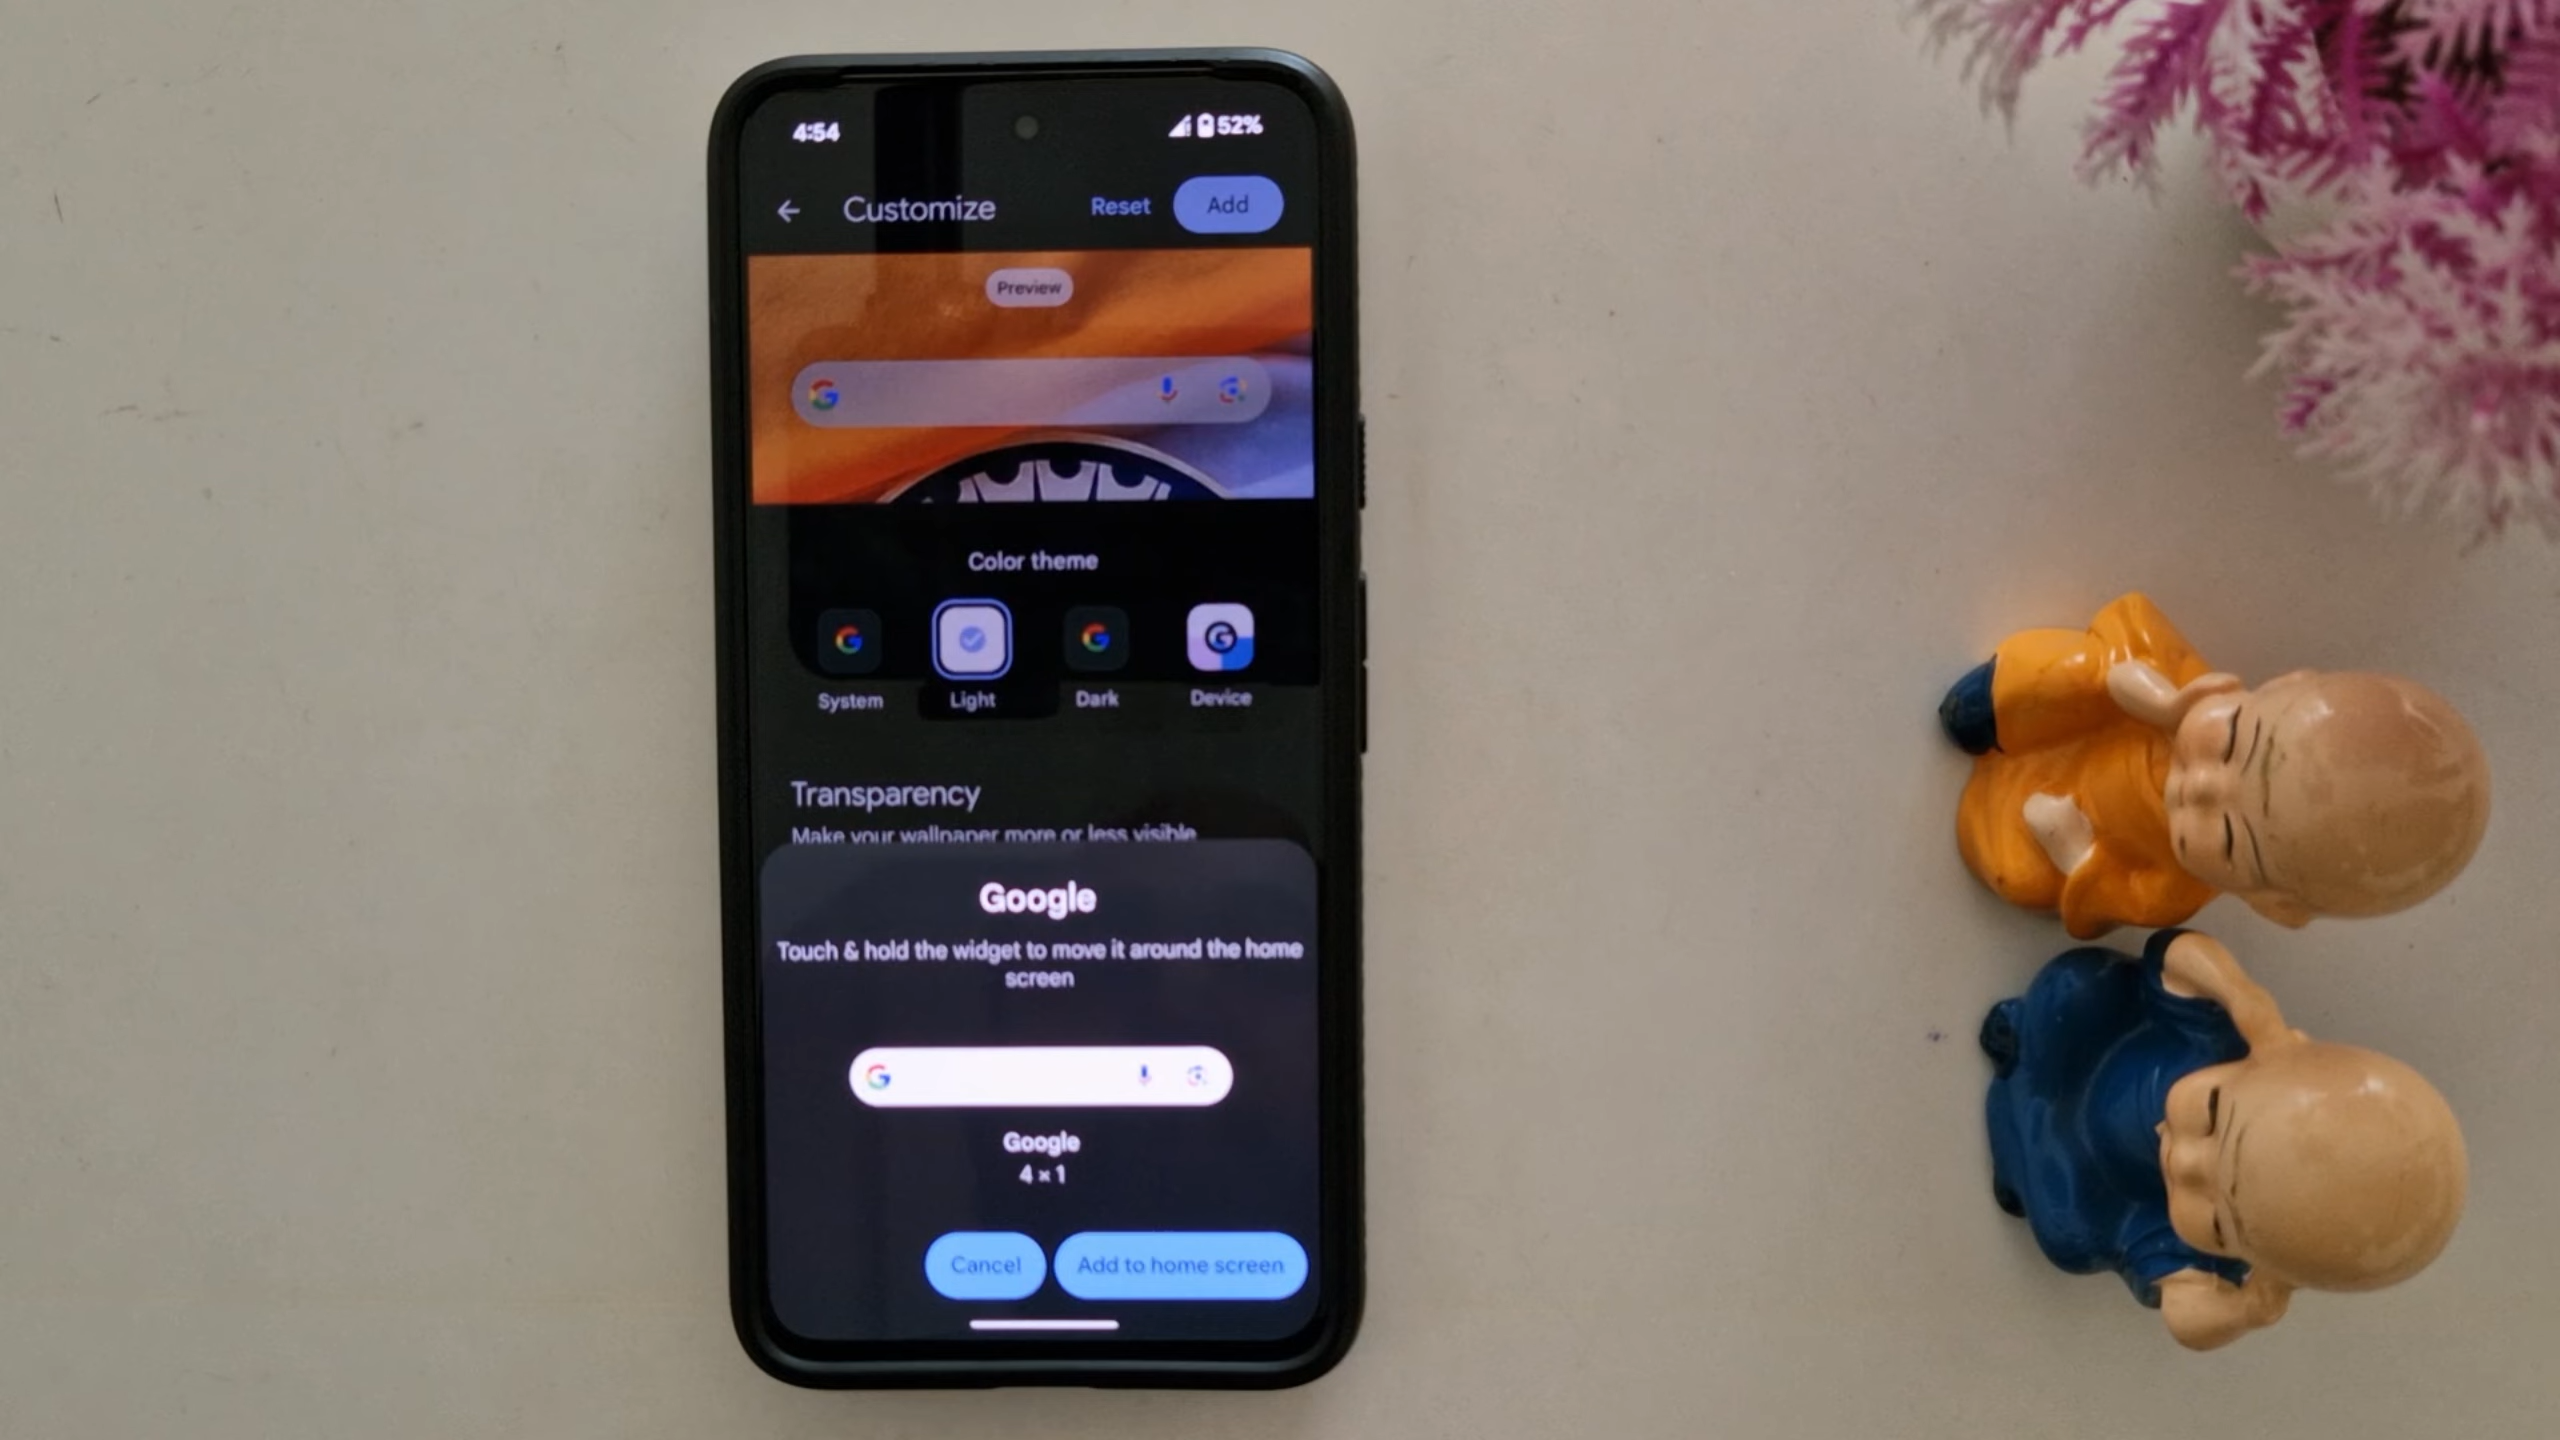 4:54
52%
Customize
Reset
Add
Preview
Color theme
System
Light
Dark
Device
Transparency
Make your wallpaper more or less visible
Google
Touch & hold the widget to move it around the home
screen
Google
4 × 1
Cancel
Add to home screen